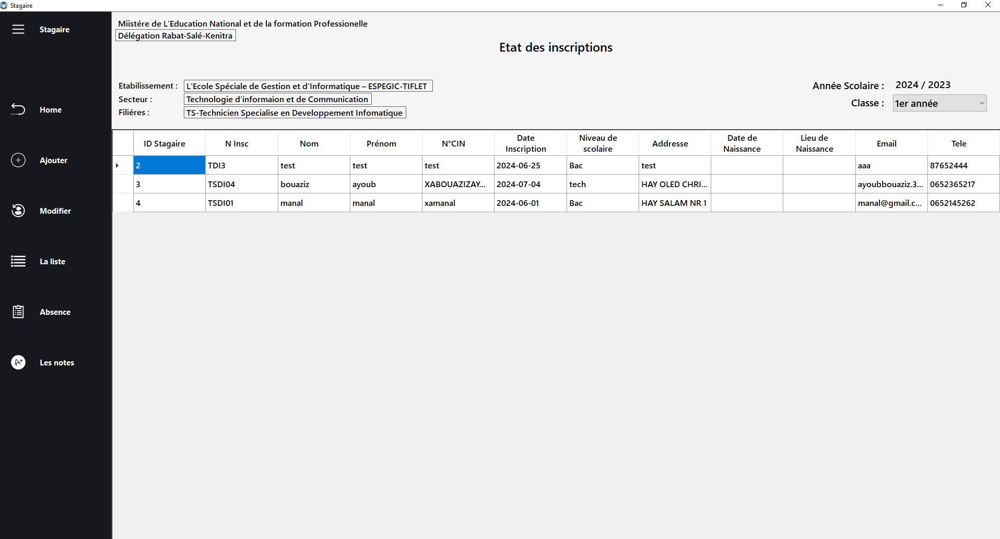 Stagaire
Stagaire
Home
Ajouter
Modifier
La liste
Absence
Les notes
Miistére de L'Education National et de la formation Professionelle
Délégation Rabat-Salé-Kenitra
Etat des inscriptions
Etabilissement : L'Ecole Spéciale de Gestion et d'Informatique – ESPEGIC-TIFLET
Secteur : Technologie d'informaion et de Communication
Filiéres : TS-Technicien Specialise en Developpement Infomatique
Année Scolaire : 2024 / 2023
Classe : 1er année
ID Stagaire N Insc Nom Prénom N°CIN Date Inscription Niveau de scolaire Addresse Date de Naissance Lieu de Naissance Email Tele
2 TDI3 test test test 2024-06-25 Bac test aaa 87652444
3 TSDI04 bouaziz ayoub XABOUAZIZAY... 2024-07-04 tech HAY OLED CHRI... ayoubbouaziz.3... 0652365217
4 TSDI01 manal manal xamanal 2024-06-01 Bac HAY SALAM NR 1 manal@gmail.c... 0652145262